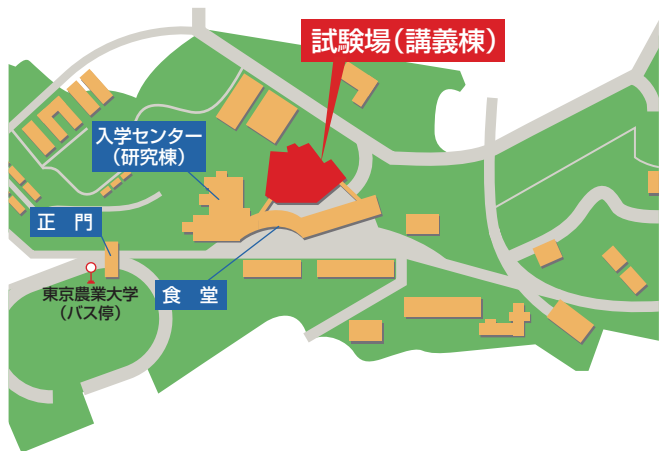 試験場(講義棟)
入学センター
(研究棟)
正 門
東京農業大学
(バス停)
食 堂